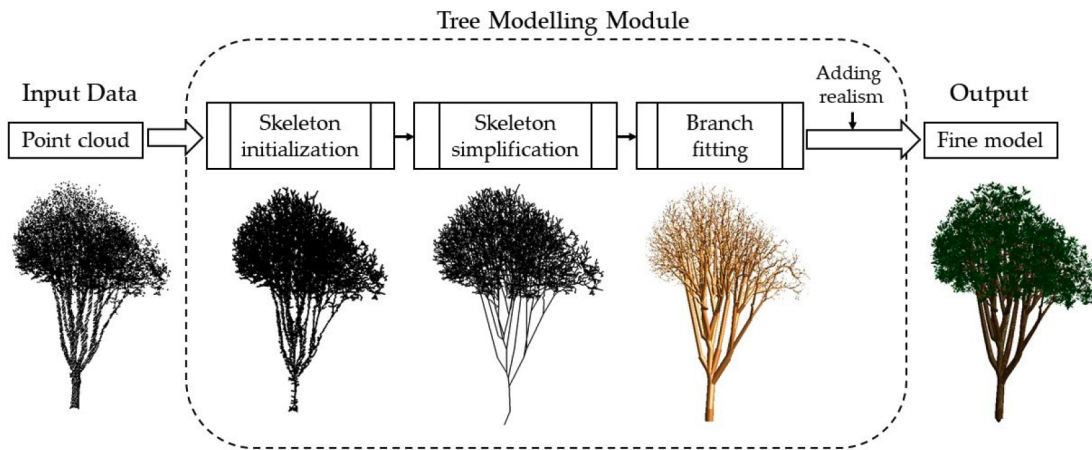 Tree Modelling Module
Input Data
Point cloud
Skeleton
initialization
Skeleton
simplification
Branch
fitting
Adding
realism
Output
Fine model